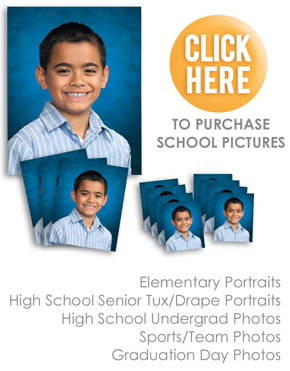 CLICK
HERE
TO PURCHASE
SCHOOL PICTURES
Elementary Portraits
High School Senior Tux/Drape Portraits
High School Undergrad Photos
Sports/Team Photos
Graduation Day Photos